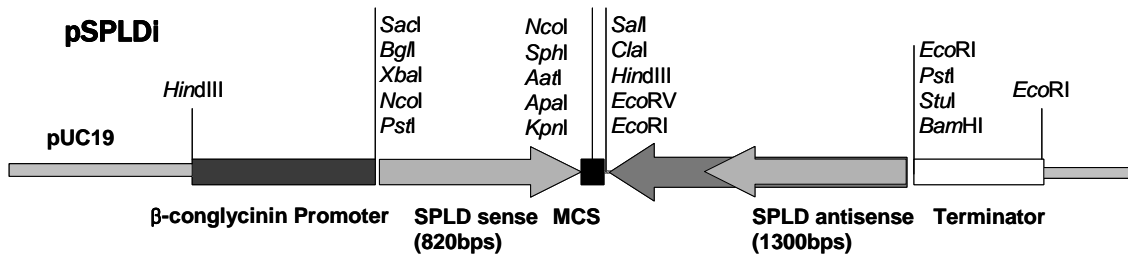 pSPLDi
SacI
BglI
XbaI
NcoI
PstI
NcoI
SphI
AatI
ApaI
KpnI
SalI
ClaI
HindIII
EcoRV
EcoRI
EcoRI
PstI
StuI
BamHI
HindIII
EcoRI
pUC19
β-conglycinin Promoter
SPLD sense
(820bps)
MCS
SPLD antisense
(1300bps)
Terminator